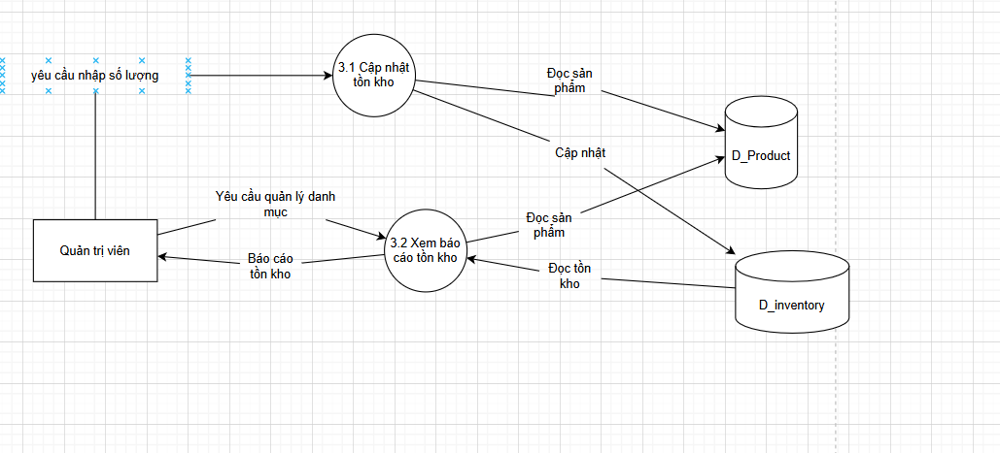 yêu cầu nhập số lượng
3.1 Cập nhật
tồn kho
Đọc sản
phẩm
D_Product
Cập nhật
Yêu cầu quản lý danh
mục
Đọc sản
phẩm
Quản trị viên
3.2 Xem báo
cáo tồn kho
Báo cáo
tồn kho
Đọc tồn
kho
D_inventory